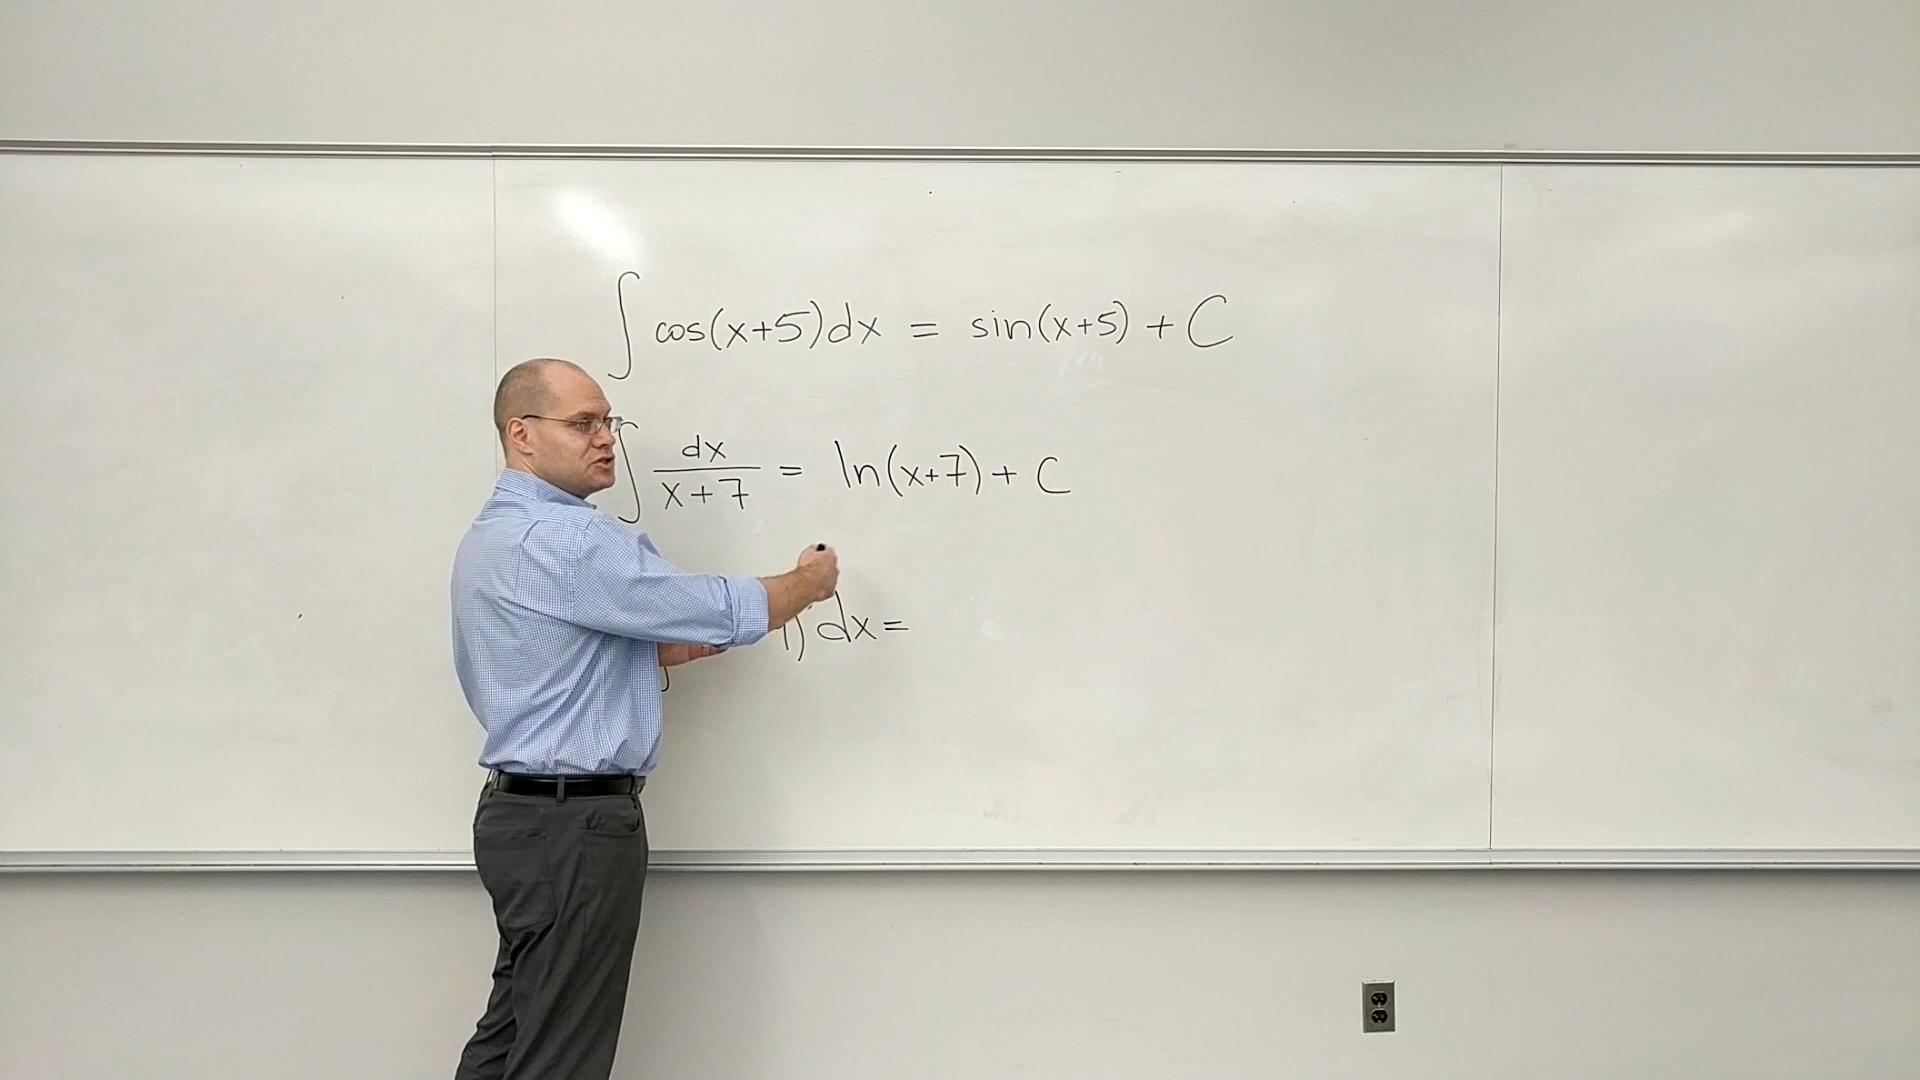 ∫ cos(x+5)dx = sin(x+5) + C
∫ dx/(x+7) = ln(x+7) + C
) dx =